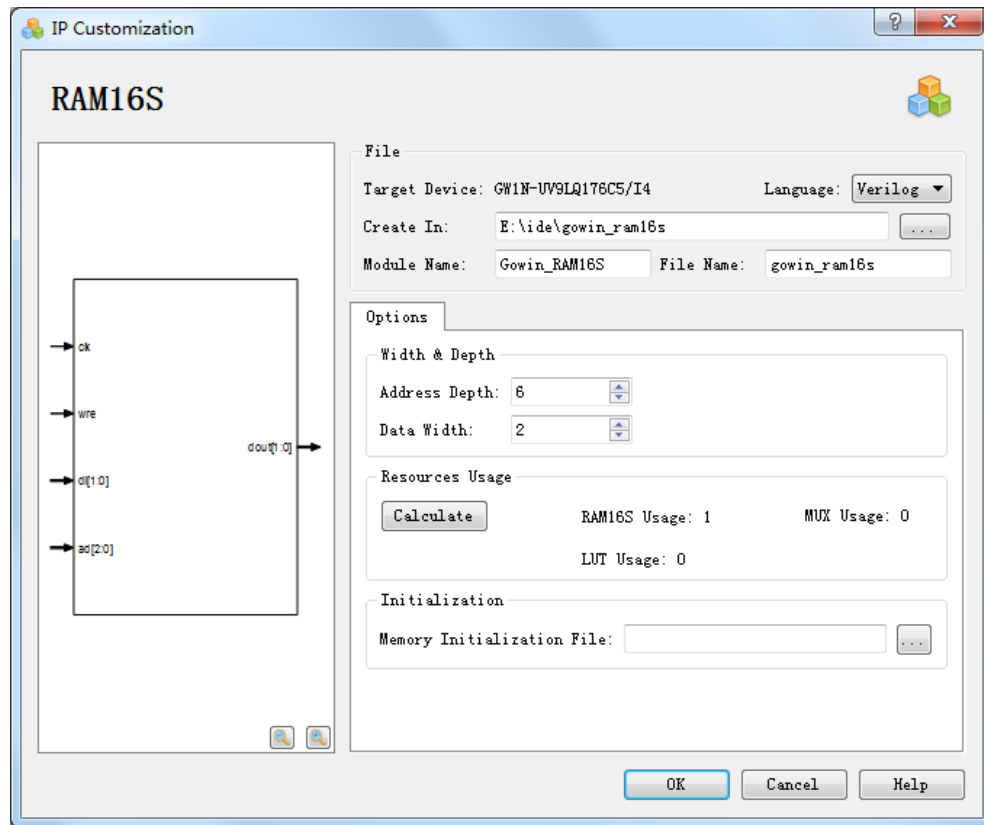 IP Customization
RAM16S
ck
wre
di[1:0]
ad[2:0]
dout[1:0]
File
Target Device: GW1N-UV9LQ176C5/I4 Language: Verilog
Create In: E:\ide\gowin_ram16s ...
Module Name: Gowin_RAM16S File Name: gowin_ram16s
Options
Width & Depth
Address Depth: 6
Data Width: 2
Resources Usage
Calculate RAM16S Usage: 1 MUX Usage: 0
LUT Usage: 0
Initialization
Memory Initialization File: ...
OK Cancel Help